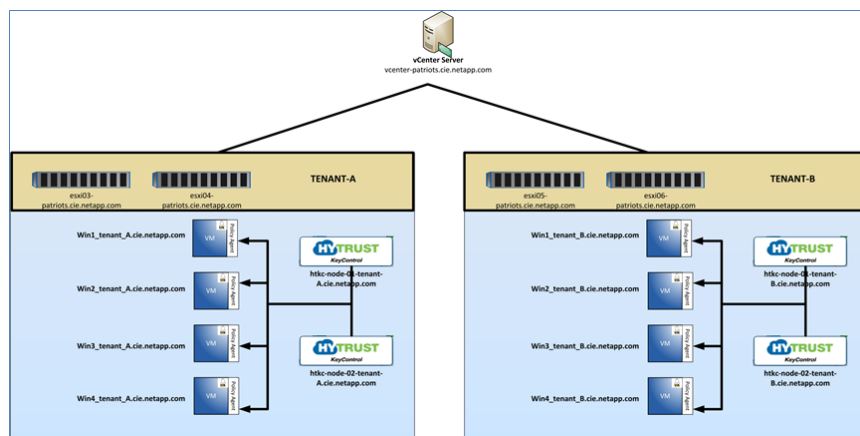 vCenter Server
vcenter-patriots.cie.netapp.com
TENANT-A
esxi03-
patriots.cie.netapp.com
esxi04-
patriots.cie.netapp.com
Win1_tenant_A.cie.netapp.com
VM
Policy Agent
Win2_tenant_A.cie.netapp.com
VM
Policy Agent
Win3_tenant_A.cie.netapp.com
VM
Policy Agent
Win4_tenant_A.cie.netapp.com
VM
Policy Agent
HYTRUST
KeyControl
htkc-node-01-tenant-
A.cie.netapp.com
HYTRUST
KeyControl
htkc-node-02-tenant-
A.cie.netapp.com
TENANT-B
esxi05-
patriots.cie.netapp.com
esxi06-
patriots.cie.netapp.com
Win1_tenant_B.cie.netapp.com
VM
Policy Agent
Win2_tenant_B.cie.netapp.com
VM
Policy Agent
Win3_tenant_B.cie.netapp.com
VM
Policy Agent
Win4_tenant_B.cie.netapp.com
VM
Policy Agent
HYTRUST
KeyControl
htkc-node-01-tenant-
B.cie.netapp.com
HYTRUST
KeyControl
htkc-node-02-tenant-
B.cie.netapp.com